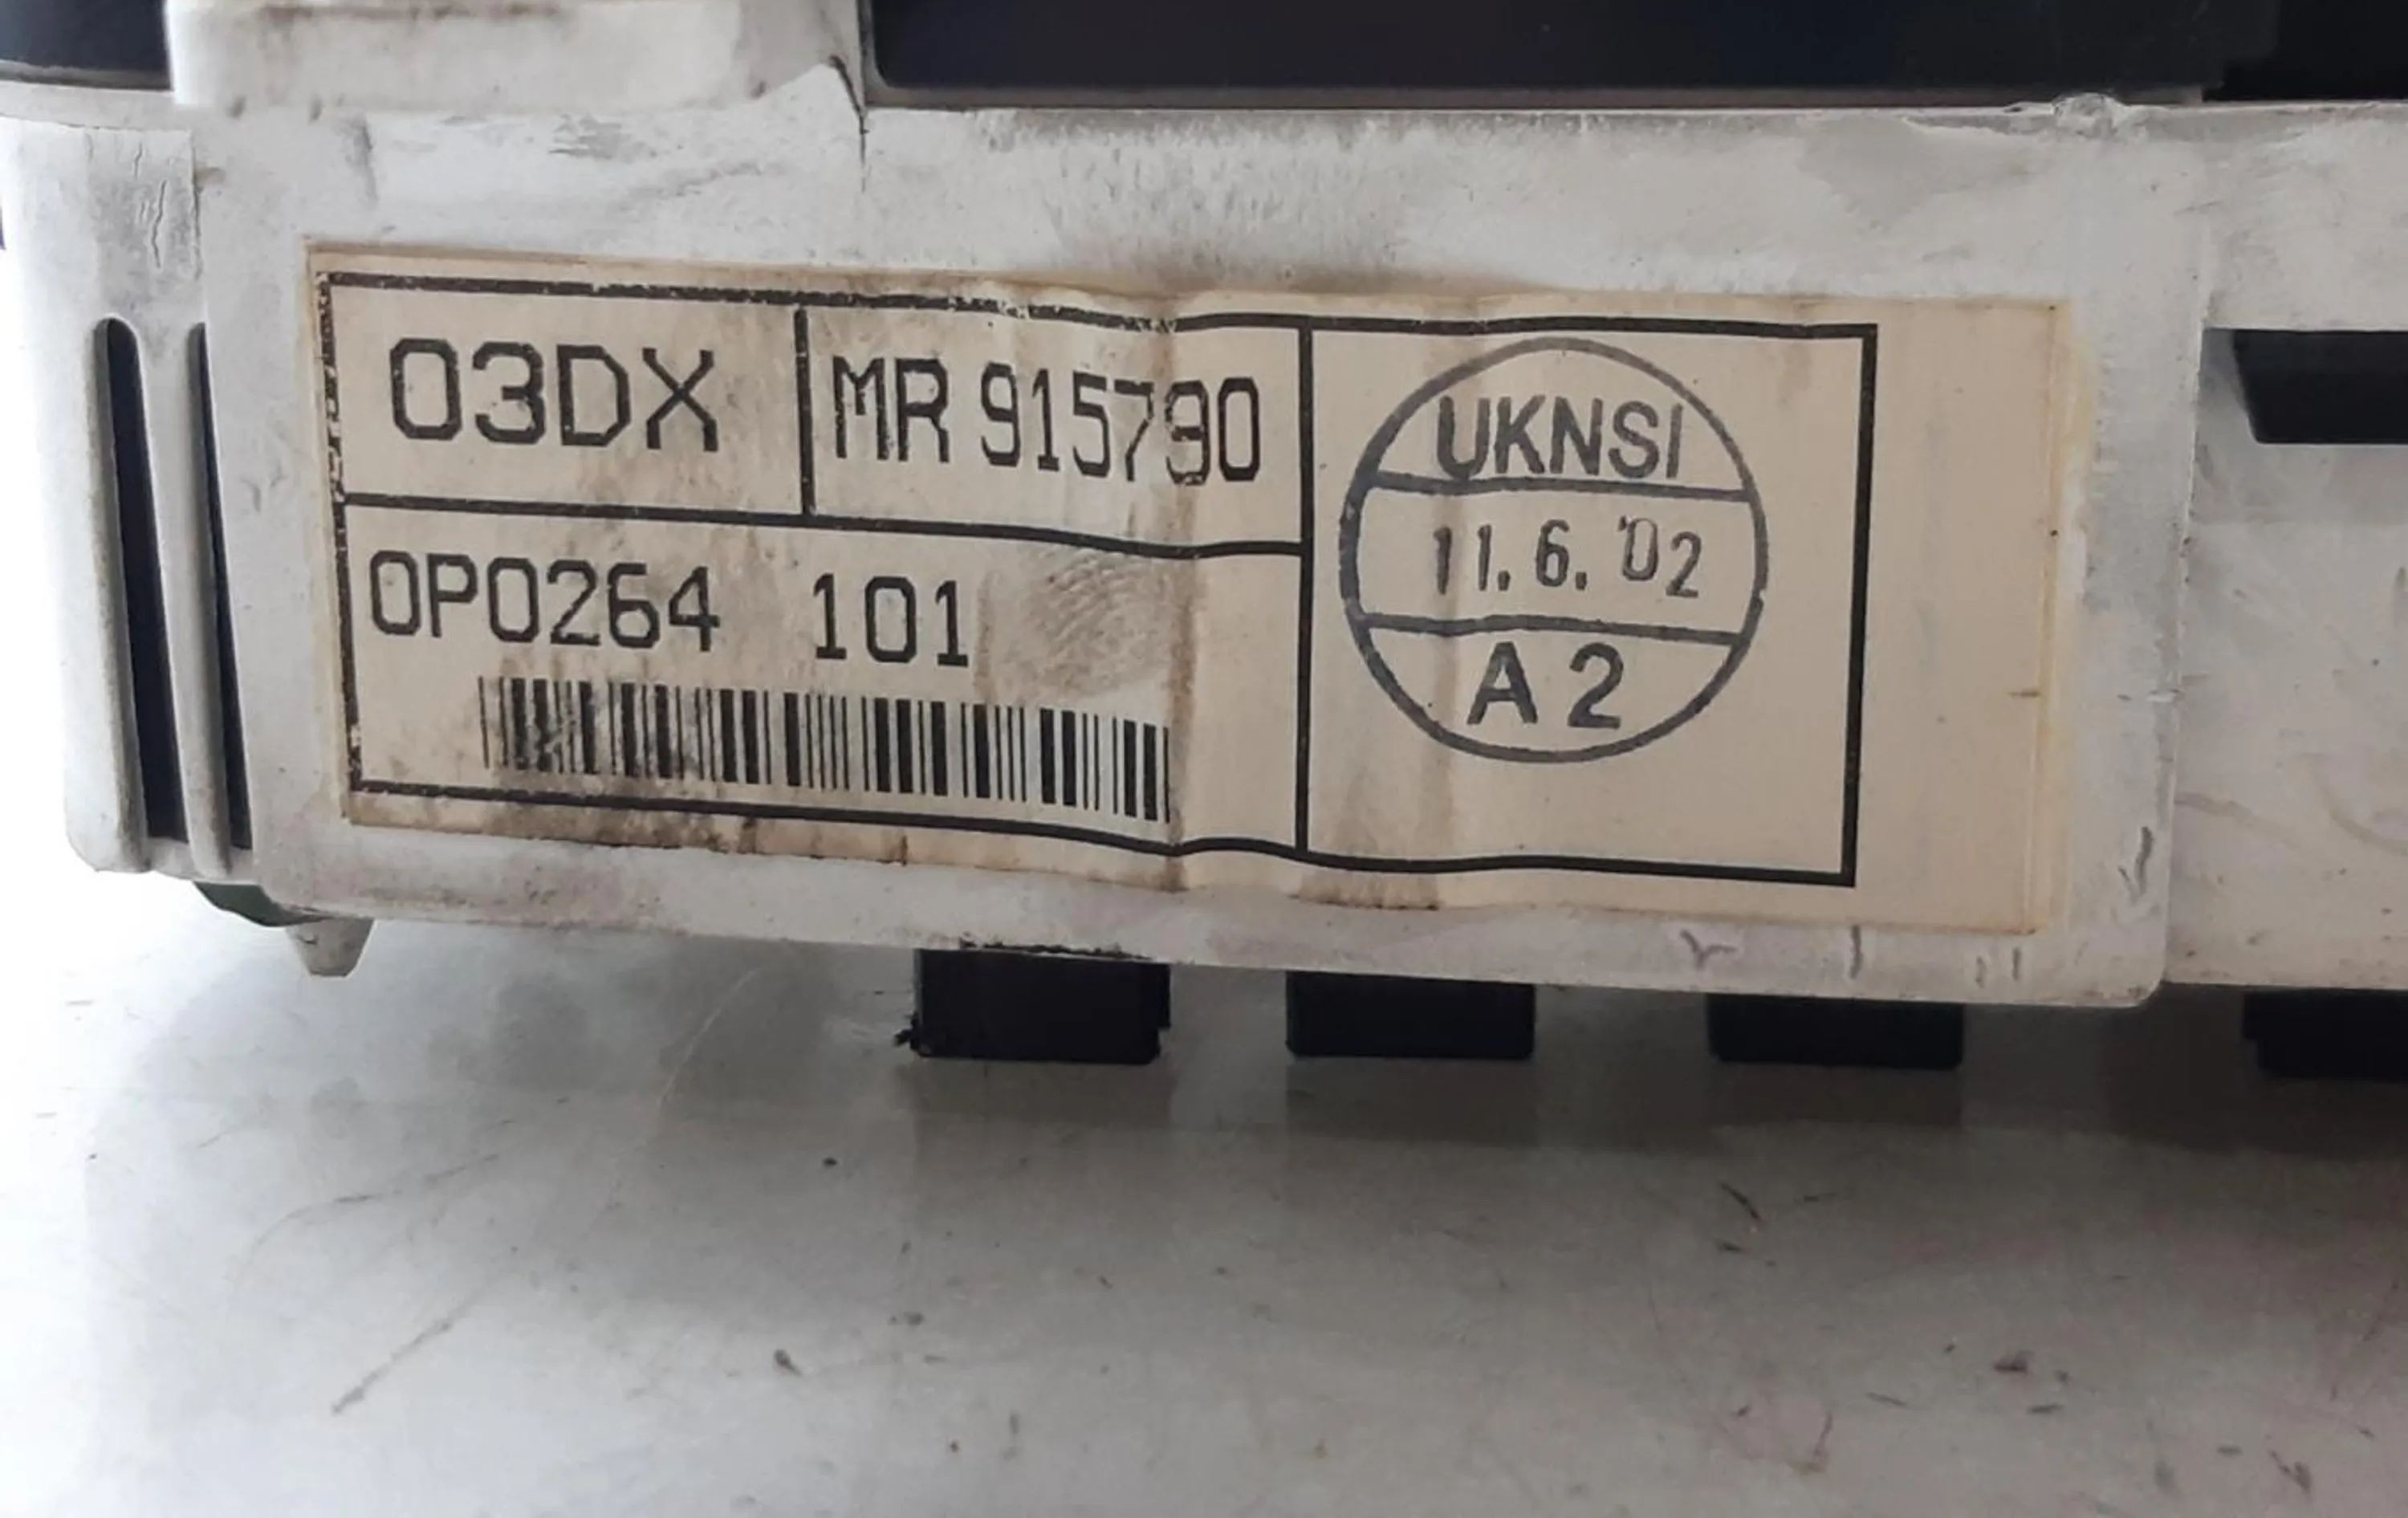 03DX MR 915790
0P0264 101
UKNSI
11.6.'02
A2